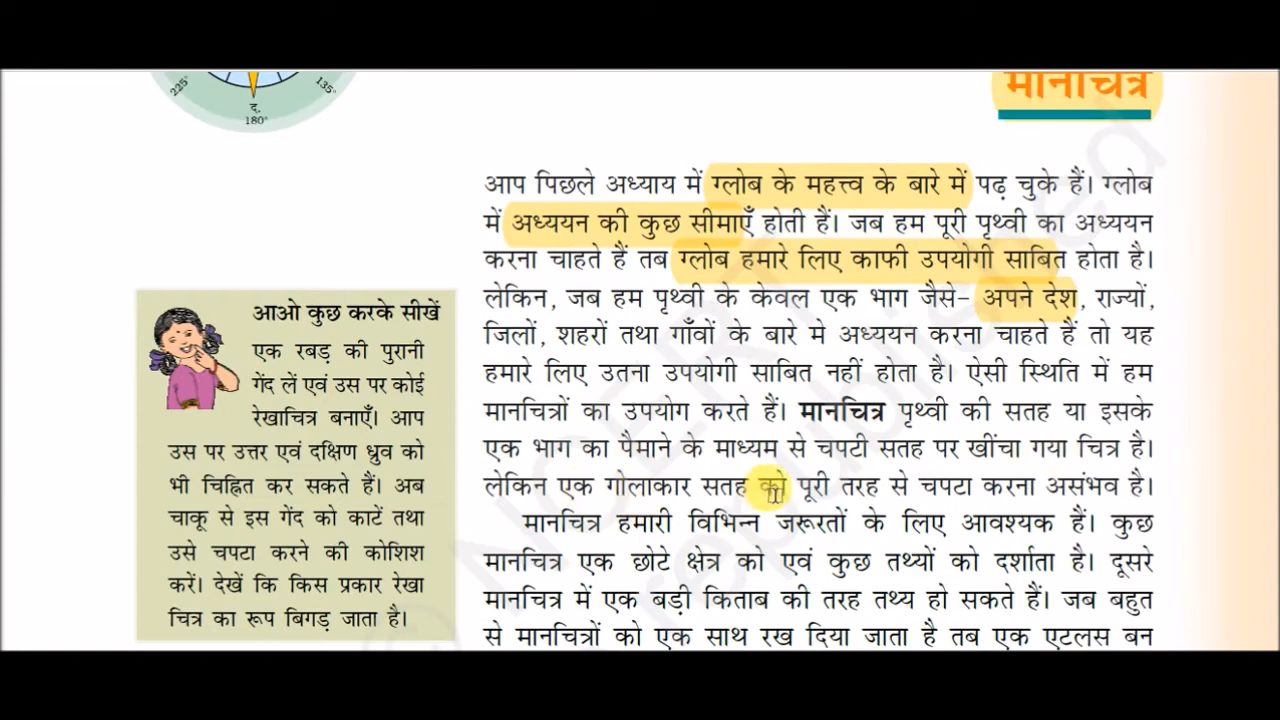 225°
135°
द.
180°
मानचित्र
आप पिछले अध्याय में ग्लोब के महत्त्व के बारे में पढ़ चुके हैं। ग्लोब
में अध्ययन की कुछ सीमाएँ होती हैं। जब हम पूरी पृथ्वी का अध्ययन
करना चाहते हैं तब ग्लोब हमारे लिए काफी उपयोगी साबित होता है।
लेकिन, जब हम पृथ्वी के केवल एक भाग जैसे– अपने देश, राज्यों,
जिलों, शहरों तथा गाँवों के बारे मे अध्ययन करना चाहते हैं तो यह
हमारे लिए उतना उपयोगी साबित नहीं होता है। ऐसी स्थिति में हम
मानचित्रों का उपयोग करते हैं। मानचित्र पृथ्वी की सतह या इसके
एक भाग का पैमाने के माध्यम से चपटी सतह पर खींचा गया चित्र है।
लेकिन एक गोलाकार सतह को पूरी तरह से चपटा करना असंभव है।
मानचित्र हमारी विभिन्न जरूरतों के लिए आवश्यक हैं। कुछ
मानचित्र एक छोटे क्षेत्र को एवं कुछ तथ्यों को दर्शाता है। दूसरे
मानचित्र में एक बड़ी किताब की तरह तथ्य हो सकते हैं। जब बहुत
से मानचित्रों को एक साथ रख दिया जाता है तब एक एटलस बन
आओ कुछ करके सीखें
एक रबड़ की पुरानी
गेंद लें एवं उस पर कोई
रेखाचित्र बनाएँ। आप
उस पर उत्तर एवं दक्षिण ध्रुव को
भी चिह्नित कर सकते हैं। अब
चाकू से इस गेंद को काटें तथा
उसे चपटा करने की कोशिश
करें। देखें कि किस प्रकार रेखा
चित्र का रूप बिगड़ जाता है।
© NCERT
republished